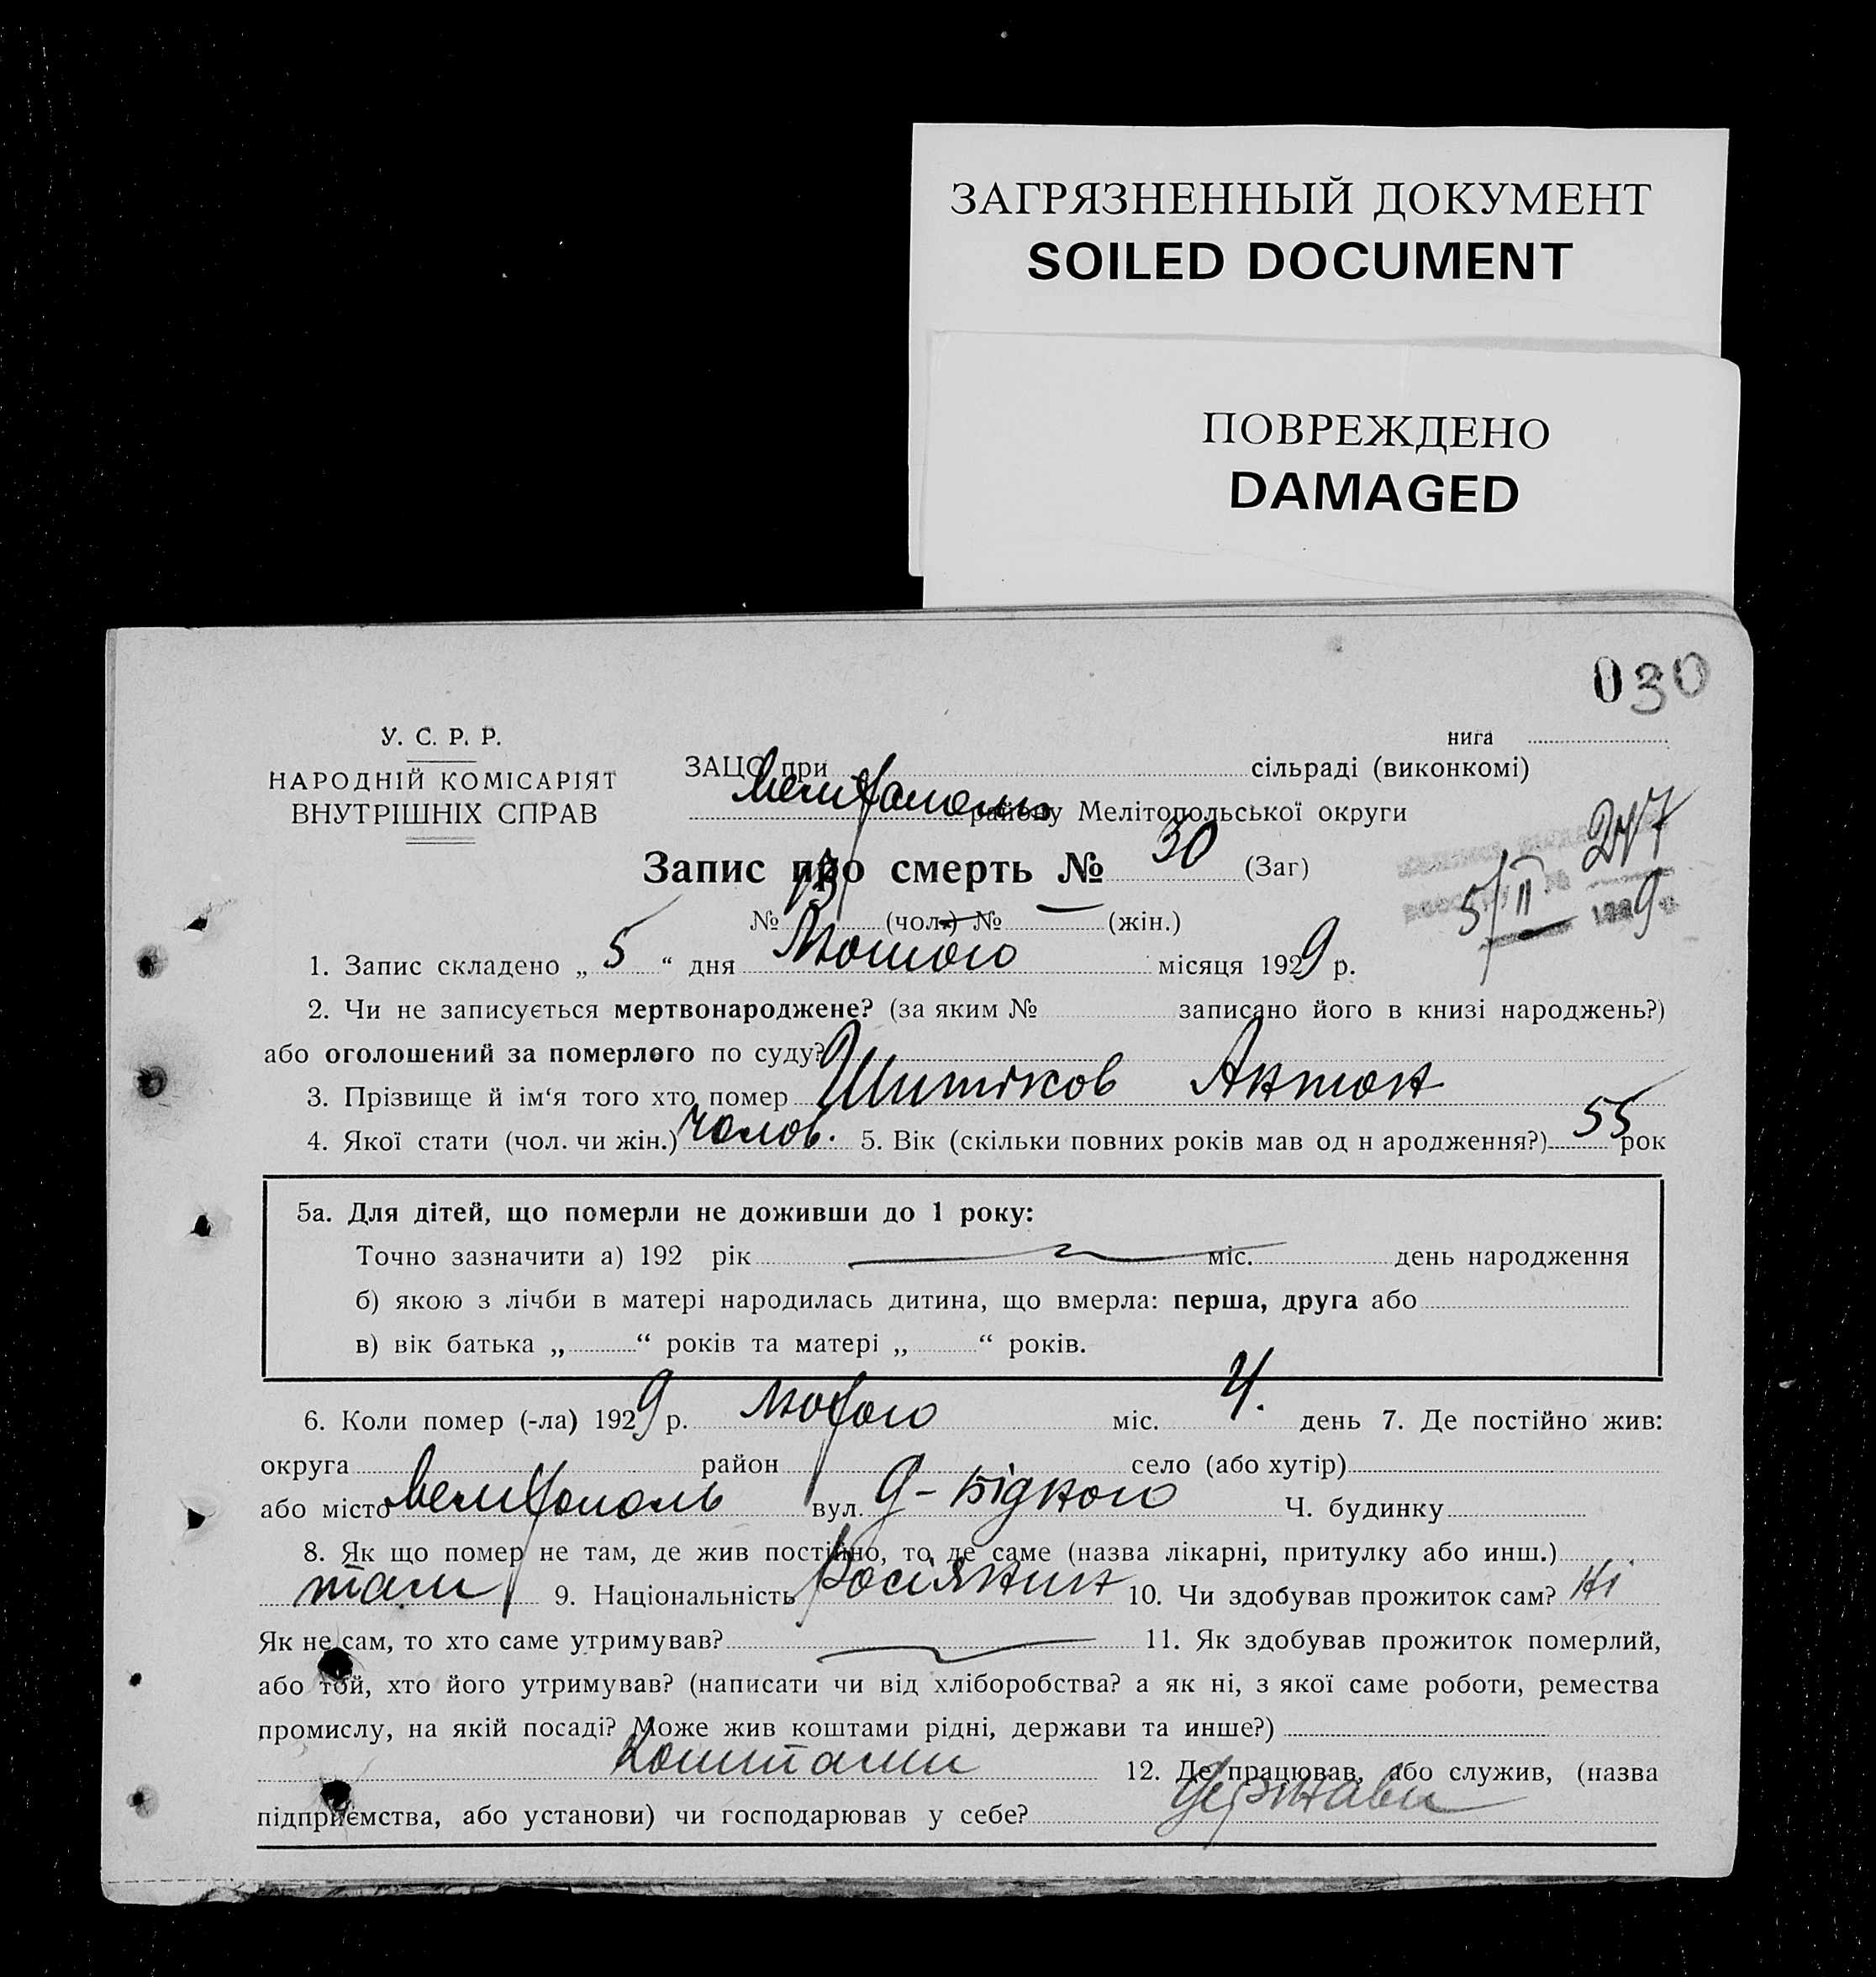 ЗАГРЯЗНЕННЫЙ ДОКУМЕНТ
SOILED DOCUMENT
ПОВРЕЖДЕНО
DAMAGED
030
У. С. Р. Р.
НАРОДНІЙ КОМІСАРІЯТ
ВНУТРІШНІХ СПРАВ
нига
ЗАЦС при сільраді (виконкомі)
району Мелітопольської округи
Запис про смерть № 30 (Заг)
№ (чол.) № — (жін.)
247
5/II 1929
1. Запис складено „ 5 “ дня Лютого місяця 1929 р.
2. Чи не записується мертвонароджене? (за яким № записано його в книзі народжень?)
або оголошений за померлого по суду?
3. Прізвище й ім‘я того хто помер Шитіков Антон
4. Якої стати (чол. чи жін.) Чолов. 5. Вік (скільки повних років мав од н ародження?) 55 рок
5а. Для дітей, що померли не доживши до 1 року:
Точно зазначити а) 192 рік міс. день народження
б) якою з лічби в матері народилась дитина, що вмерла: перша, друга або
в) вік батька „ “ років та матері „ “ років.
6. Коли помер (-ла) 1929 р. Лютого міс. 4. день 7. Де постійно жив:
округа район село (або хутір)
або місто Мелітополь вул. Д-Бідного Ч. будинку
8. Як що помер не там, де жив постійно, то де саме (назва лікарні, притулку або инш.)
там 9. Національність Росіянин 10. Чи здобував прожиток сам? Ні
Як не сам, то хто саме утримував? 11. Як здобував прожиток померлий,
або той, хто його утримував? (написати чи від хліборобства? а як ні, з якої саме роботи, ремества
промислу, на якій посаді? Може жив коштами рідні, держави та инше?)
Коштами 12. Де працював, або служив, (назва
підприємства, або установи) чи господарював у себе? Держави